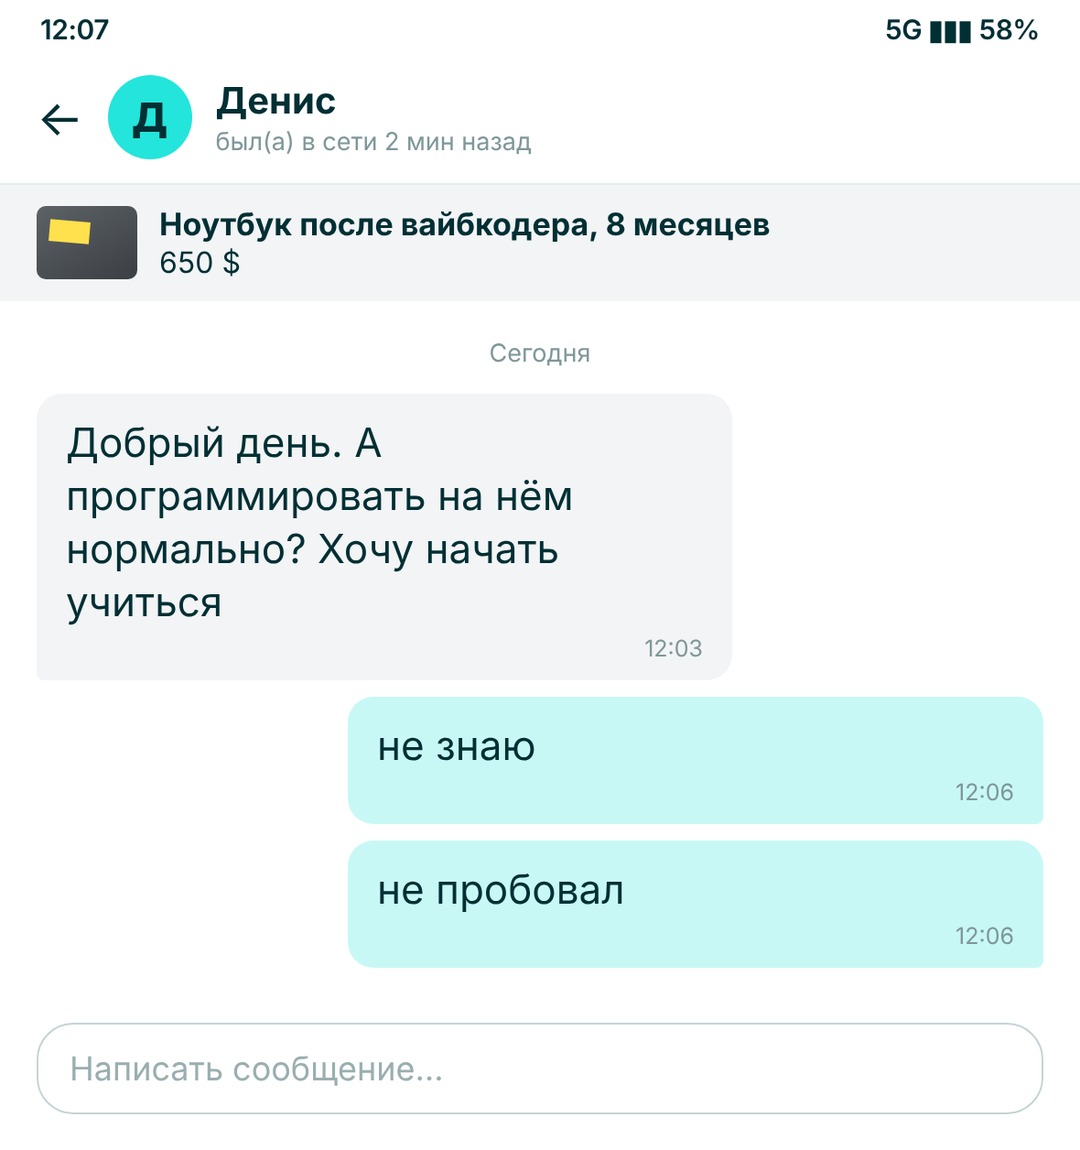 12:07
5G 58%
Д
Денис
был(а) в сети 2 мин назад
Ноутбук после вайбкодера, 8 месяцев
650 $
Сегодня
Добрый день. А
программировать на нём
нормально? Хочу начать
учиться
12:03
не знаю
12:06
не пробовал
12:06
Написать сообщение...